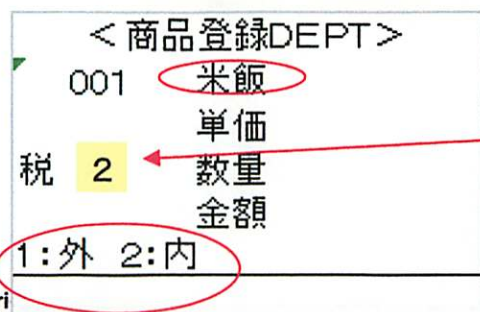 ＜商品登録DEPT＞
001 米飯
単価
税 2 数量
金額
1:外 2:内
ri